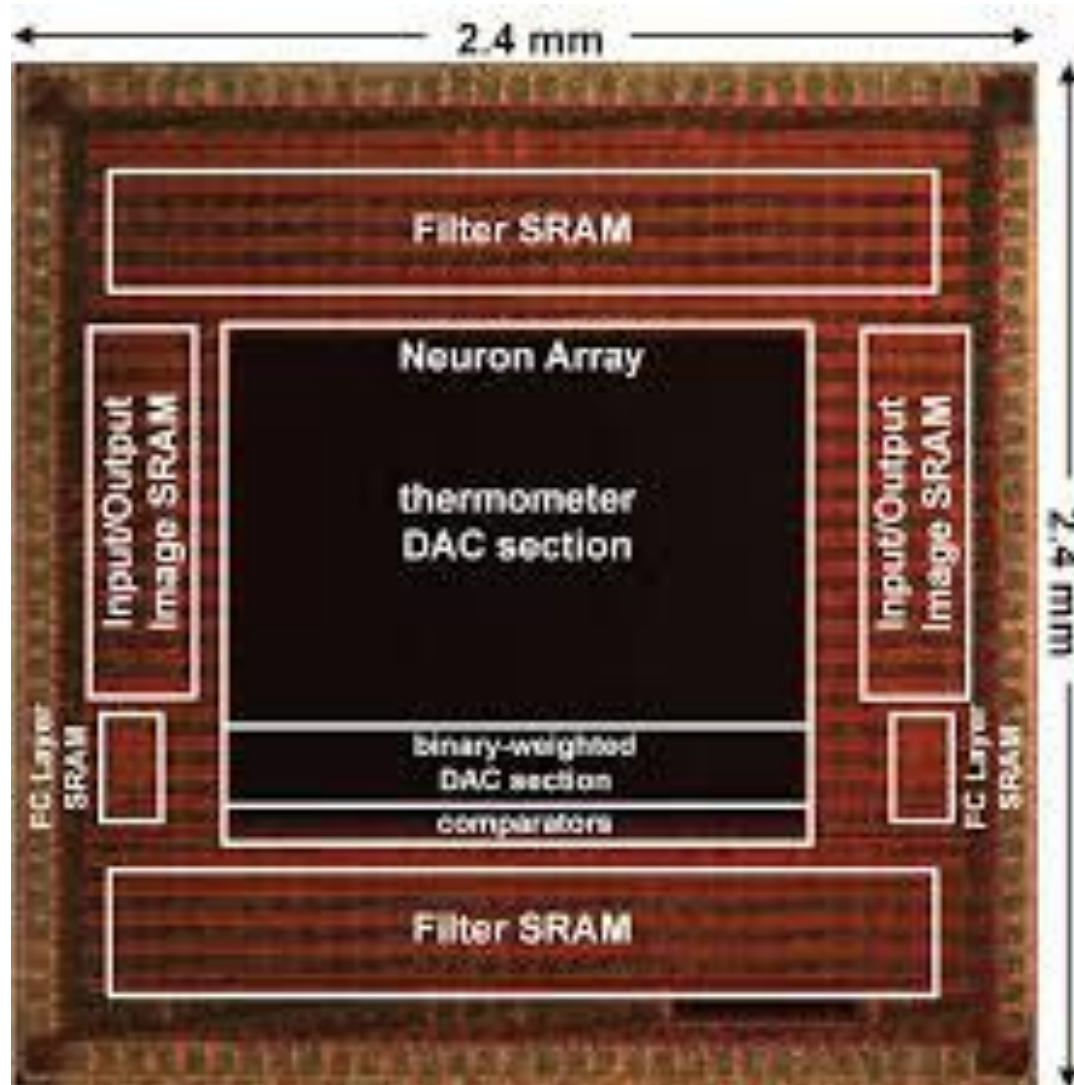 2.4 mm
Filter SRAM
Neuron Array
thermometer
DAC section
Input/Output
Image SRAM
Input/Output
Image SRAM
2.4 mm
binary-weighted
DAC section
comparators
FC Layer
SRAM
FC Layer
SRAM
Filter SRAM